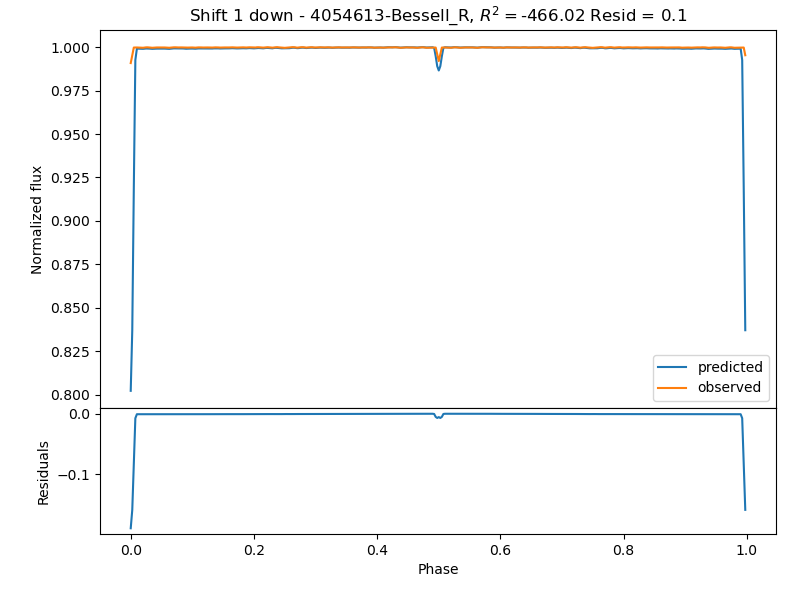 Shift 1 down - 4054613-Bessell_R, R² = -466.02 Resid = 0.1
1.000
0.975
0.950
0.925
0.900
0.875
0.850
0.825
0.800
Normalized flux
predicted
observed
0.0
−0.1
Residuals
0.0 0.2 0.4 0.6 0.8 1.0
Phase